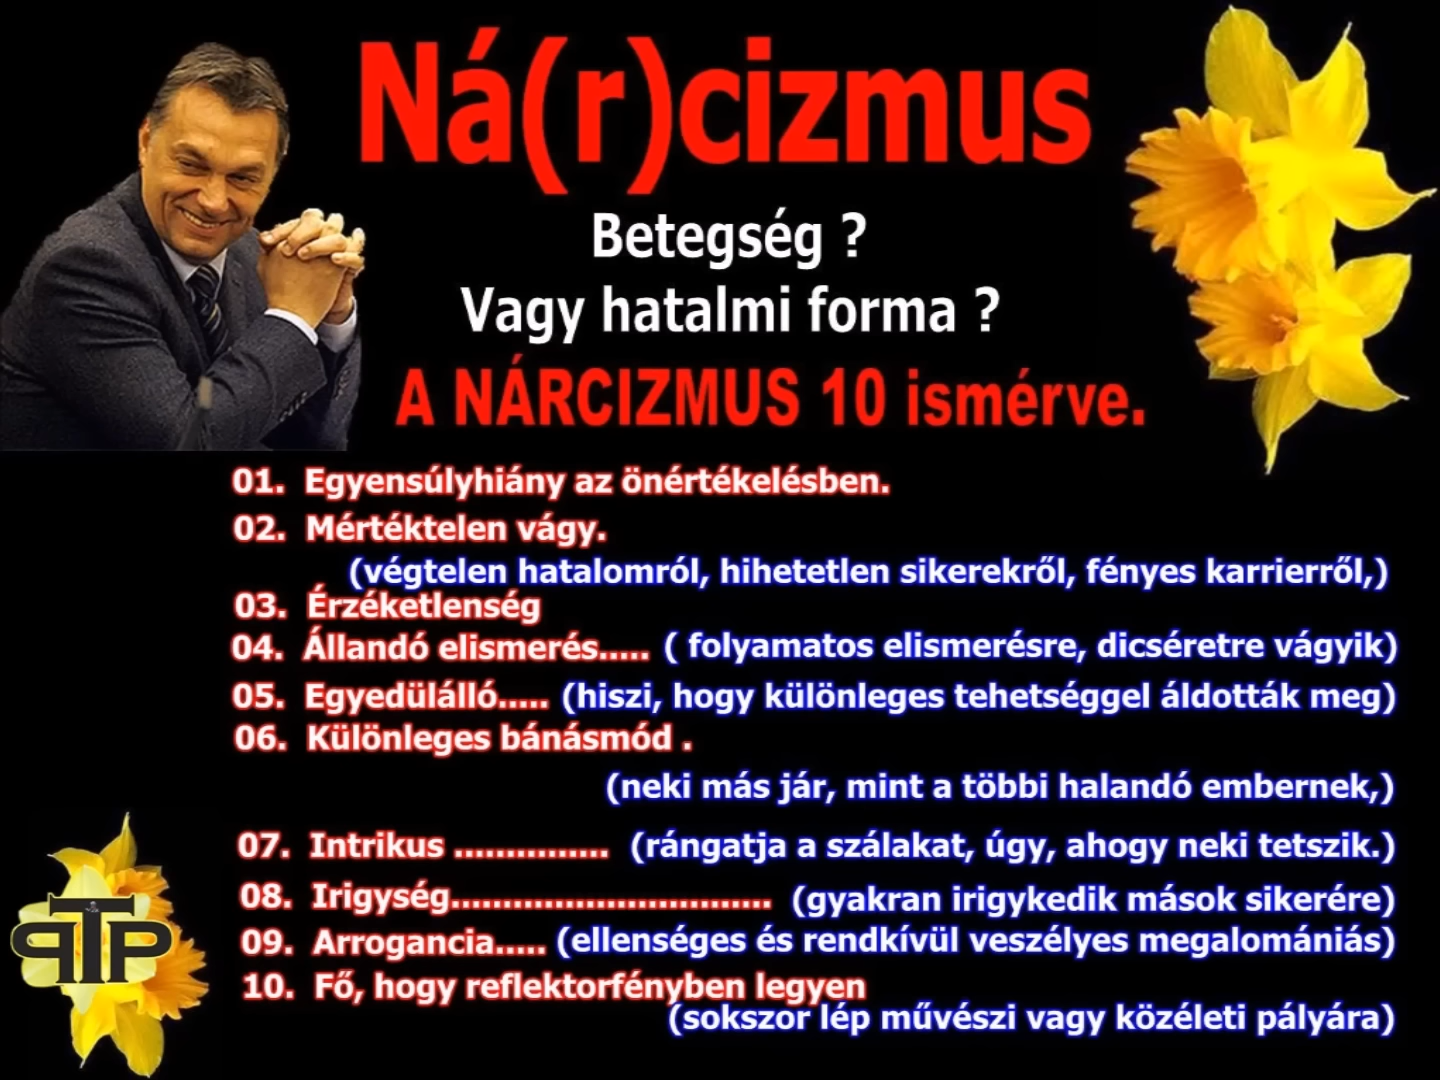 Ná(r)cizmus
Betegség ?
Vagy hatalmi forma ?
A NÁRCIZMUS 10 ismérve.
01. Egyensúlyhiány az önértékelésben.
02. Mértéktelen vágy.
(végtelen hatalomról, hihetetlen sikerekről, fényes karrierről,)
03. Érzéketlenség
04. Állandó elismerés..... ( folyamatos elismerésre, dicséretre vágyik)
05. Egyedülálló..... (hiszi, hogy különleges tehetséggel áldották meg)
06. Különleges bánásmód .
(neki más jár, mint a többi halandó embernek,)
07. Intrikus ............... (rángatja a szálakat, úgy, ahogy neki tetszik.)
08. Irigység............................... (gyakran irigykedik mások sikerére)
09. Arrogancia..... (ellenséges és rendkívül veszélyes megalomániás)
10. Fő, hogy reflektorfényben legyen
(sokszor lép művészi vagy közéleti pályára)